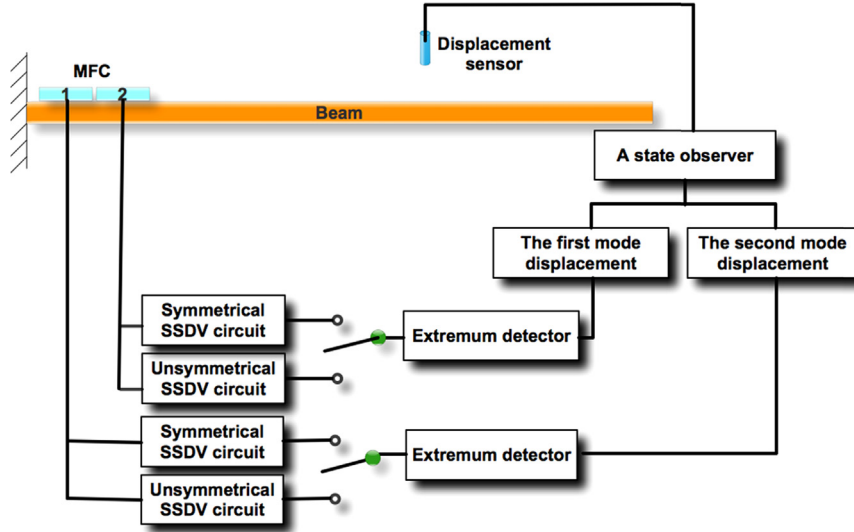 Displacement
sensor
MFC
1 2
Beam
A state observer
The first mode
displacement
The second mode
displacement
Symmetrical
SSDV circuit
Extremum detector
Unsymmetrical
SSDV circuit
Symmetrical
SSDV circuit
Extremum detector
Unsymmetrical
SSDV circuit